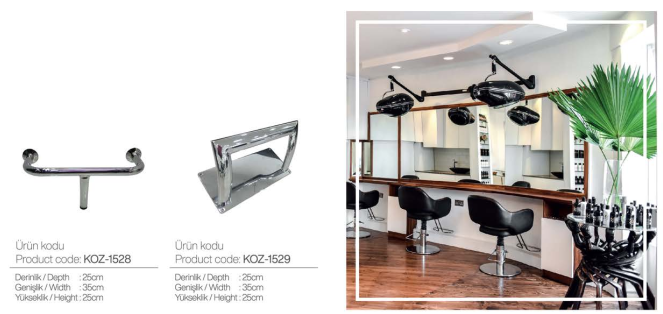 Ürün kodu
Product code: KOZ-1528
Derinlik / Depth : 25cm
Genişlik / Width : 35cm
Yükseklik / Height : 25cm
Ürün kodu
Product code: KOZ-1529
Derinlik / Depth : 25cm
Genişlik / Width : 35cm
Yükseklik / Height : 25cm